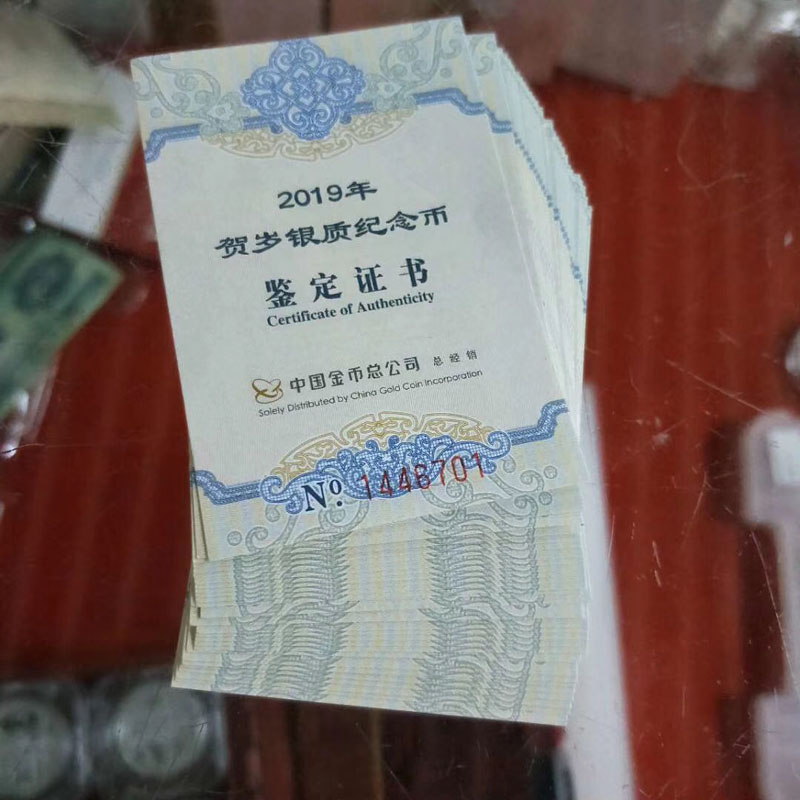 2019年
贺岁银质纪念币
鉴定证书
Certificate of Authenticity
中国金币总公司 总经销
Solely Distributed by China Gold Coin Incorporation
Nº. 1446701